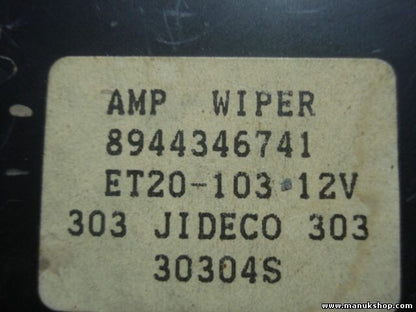 AMP WIPER
8944346741
ET20-103 12V
303 JIDECO 303
30304S
www.manukshop.com